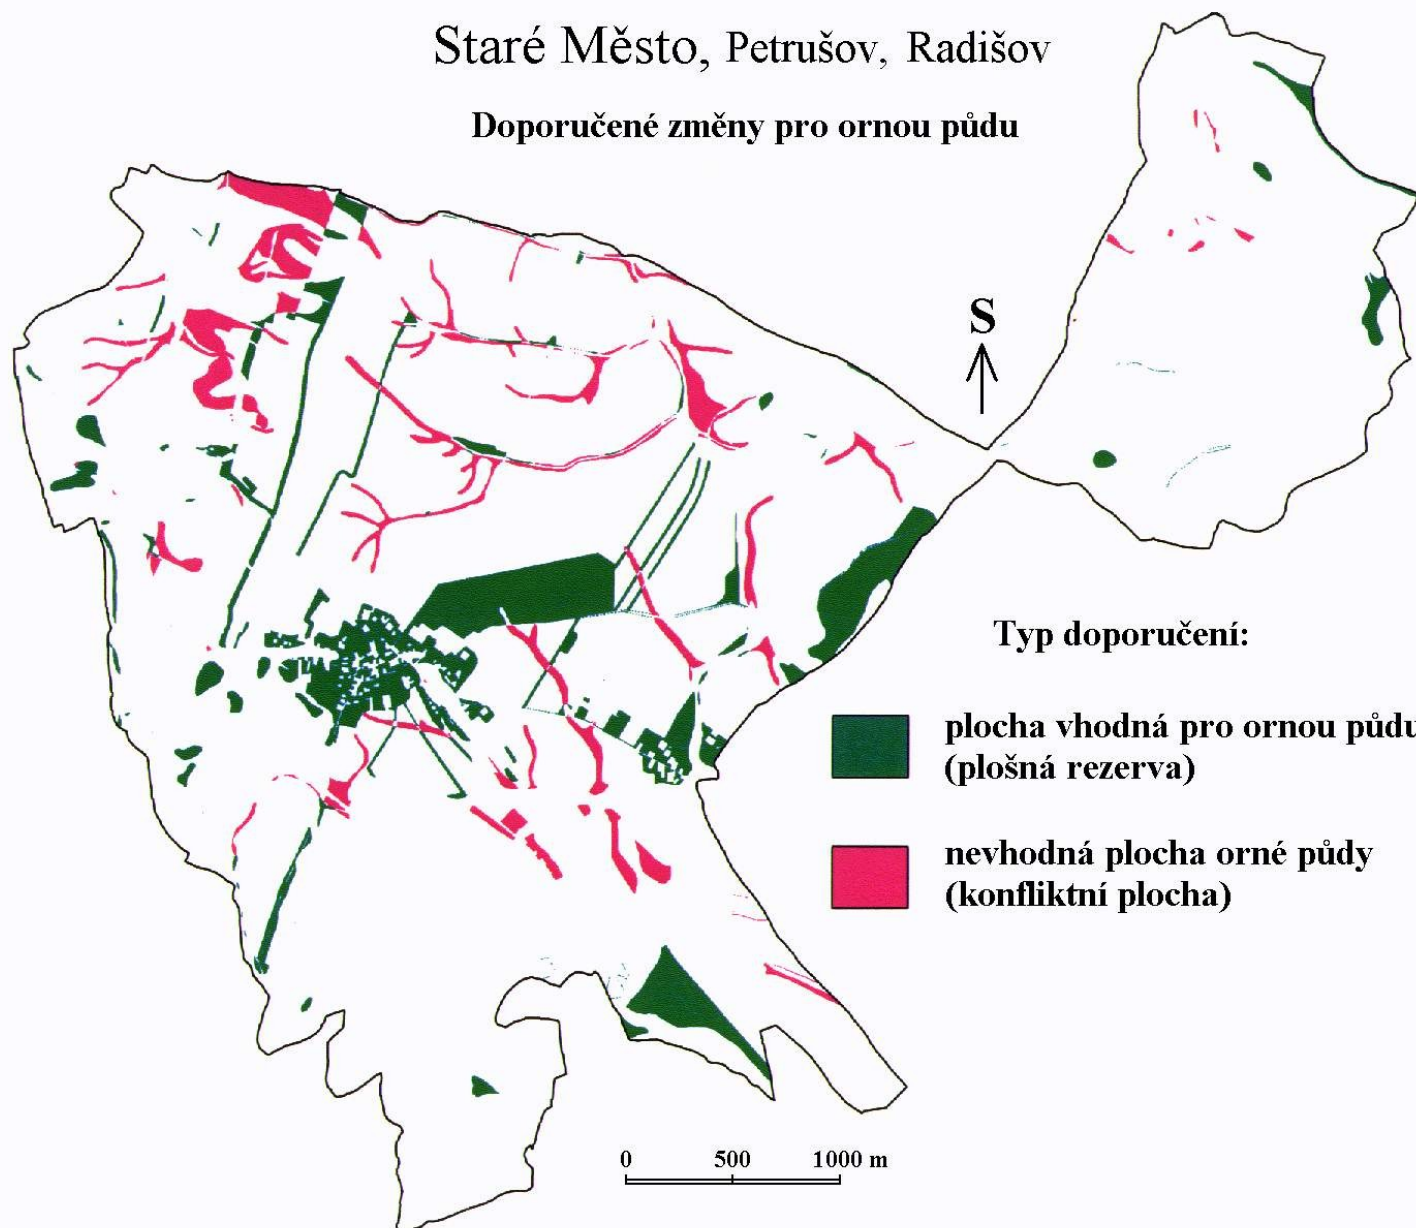 Staré Město, Petrušov, Radišov
Doporučené změny pro ornou půdu
S
Typ doporučení:
plocha vhodná pro ornou půdu
(plošná rezerva)
nevhodná plocha orné půdy
(konfliktní plocha)
0 500 1000 m